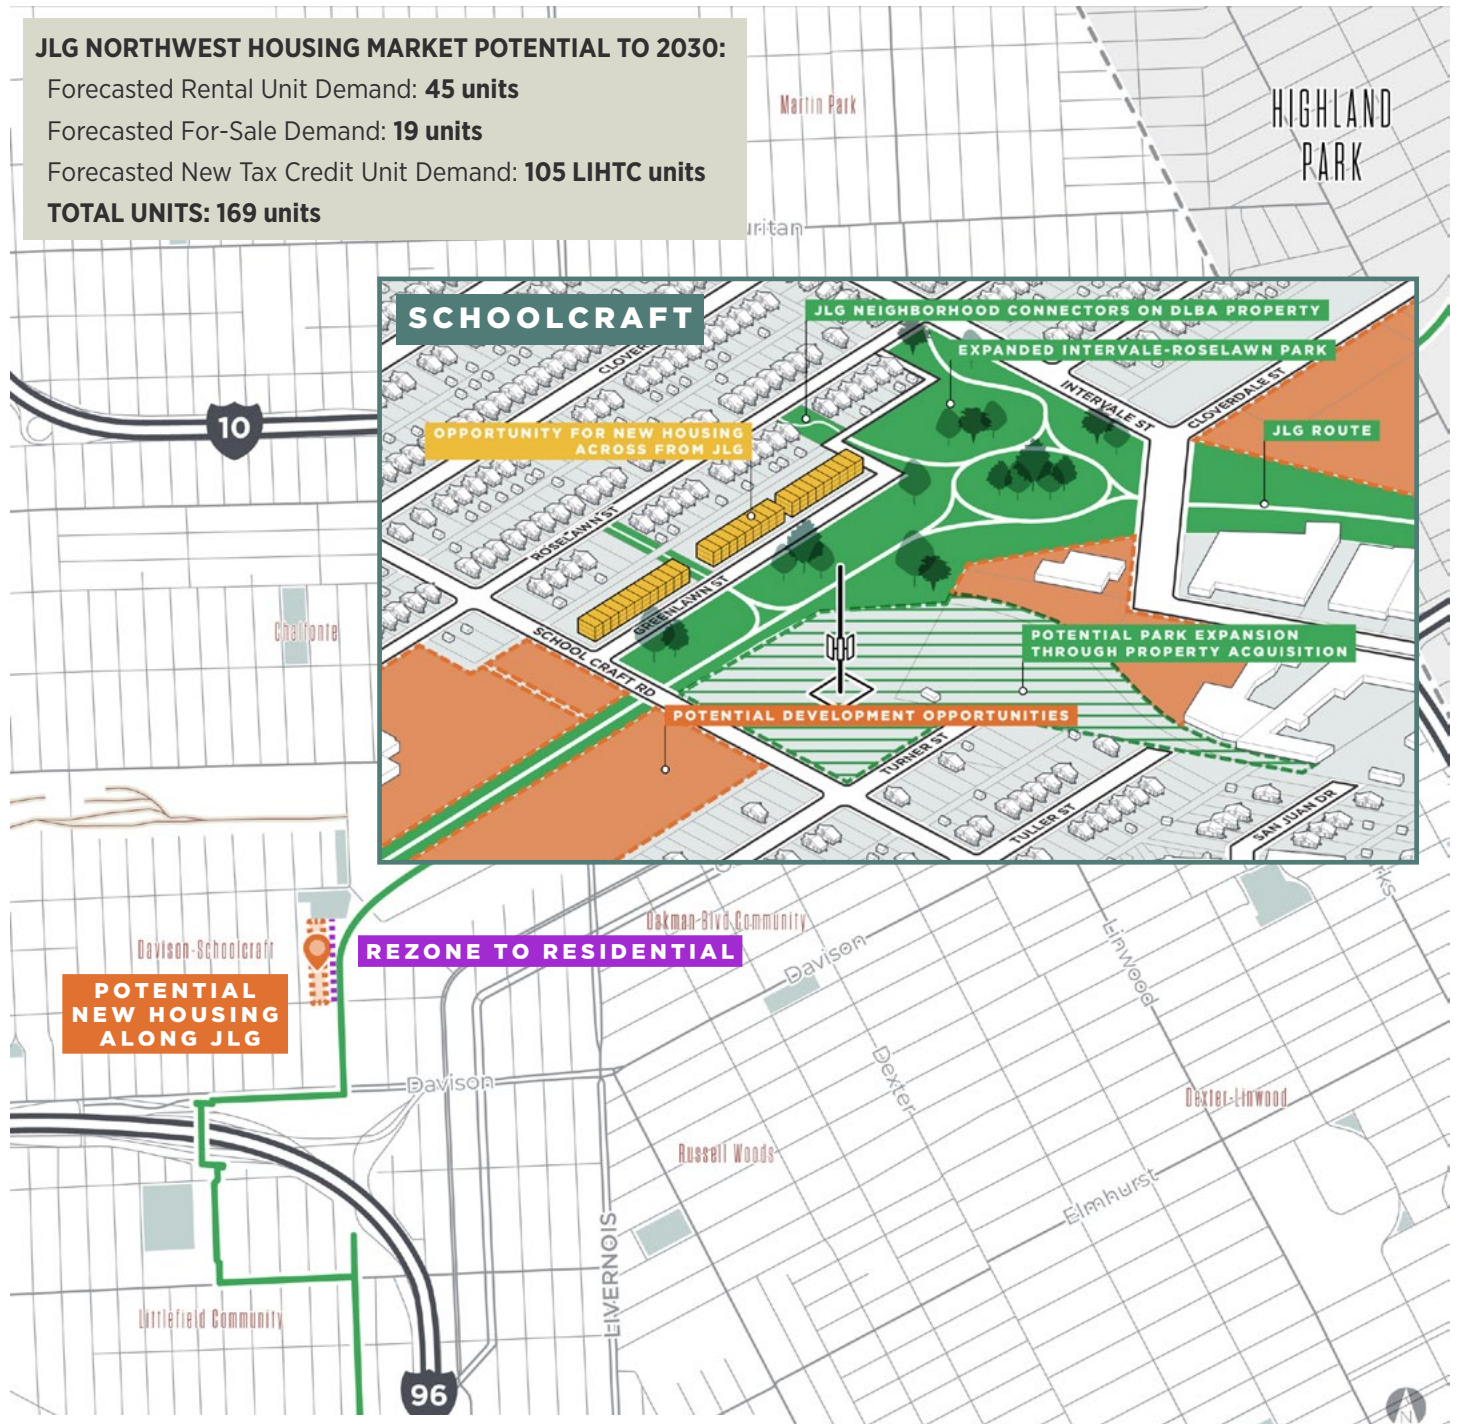 JLG NORTHWEST HOUSING MARKET POTENTIAL TO 2030:
Forecasted Rental Unit Demand: 45 units
Forecasted For-Sale Demand: 19 units
Forecasted New Tax Credit Unit Demand: 105 LIHTC units
TOTAL UNITS: 169 units
Martin Park
HIGHLAND
PARK
uritan
SCHOOLCRAFT
JLG NEIGHBORHOOD CONNECTORS ON DLBA PROPERTY
EXPANDED INTERVALE-ROSELAWN PARK
CLOVER
INTERVALE ST
CLOVERDALE ST
10
OPPORTUNITY FOR NEW HOUSING
ACROSS FROM JLG
JLG ROUTE
ROSELAWN ST
GREENLAWN ST
Chalfonte
SCHOOL CRAFT RD
POTENTIAL PARK EXPANSION
THROUGH PROPERTY ACQUISITION
POTENTIAL DEVELOPMENT OPPORTUNITIES
TURNER ST
TULLER ST
SAN JUAN DR
rks
Oakman Blvd Community
Davison-Schoolcraft
REZONE TO RESIDENTIAL
Davison
Linwood
POTENTIAL
NEW HOUSING
ALONG JLG
Davison
Dexter
Dexter-Linwood
Russell Woods
Elmhurst
LIVERNOIS
Littlefield Community
96
N